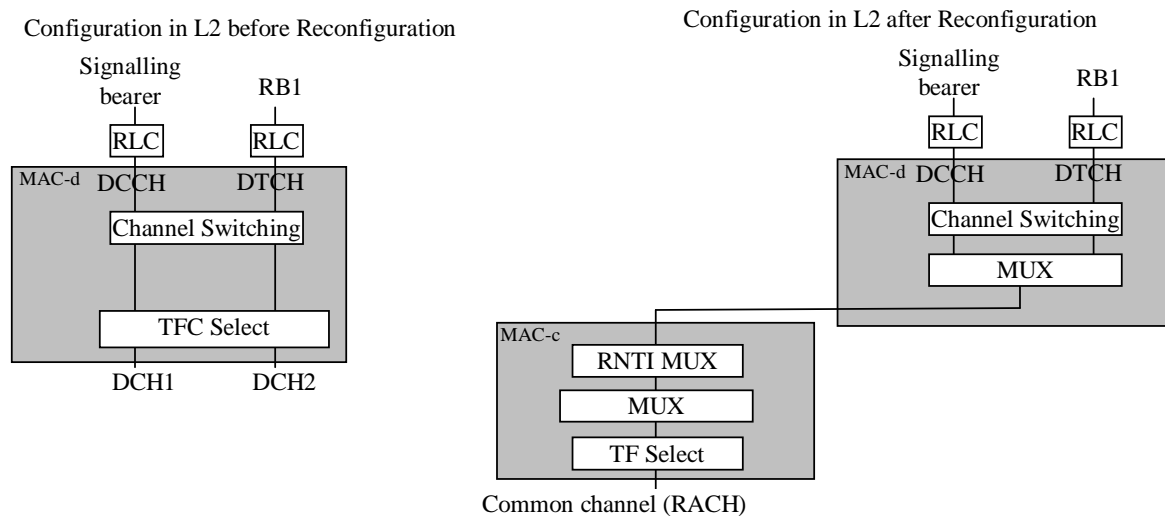 Configuration in L2 before Reconfiguration
Signalling
bearer
RB1
RLC
RLC
MAC-d
DCCH
DTCH
Channel Switching
TFC Select
DCH1
DCH2
Configuration in L2 after Reconfiguration
Signalling
bearer
RB1
RLC
RLC
MAC-d
DCCH
DTCH
Channel Switching
MUX
MAC-c
RNTI MUX
MUX
TF Select
Common channel (RACH)